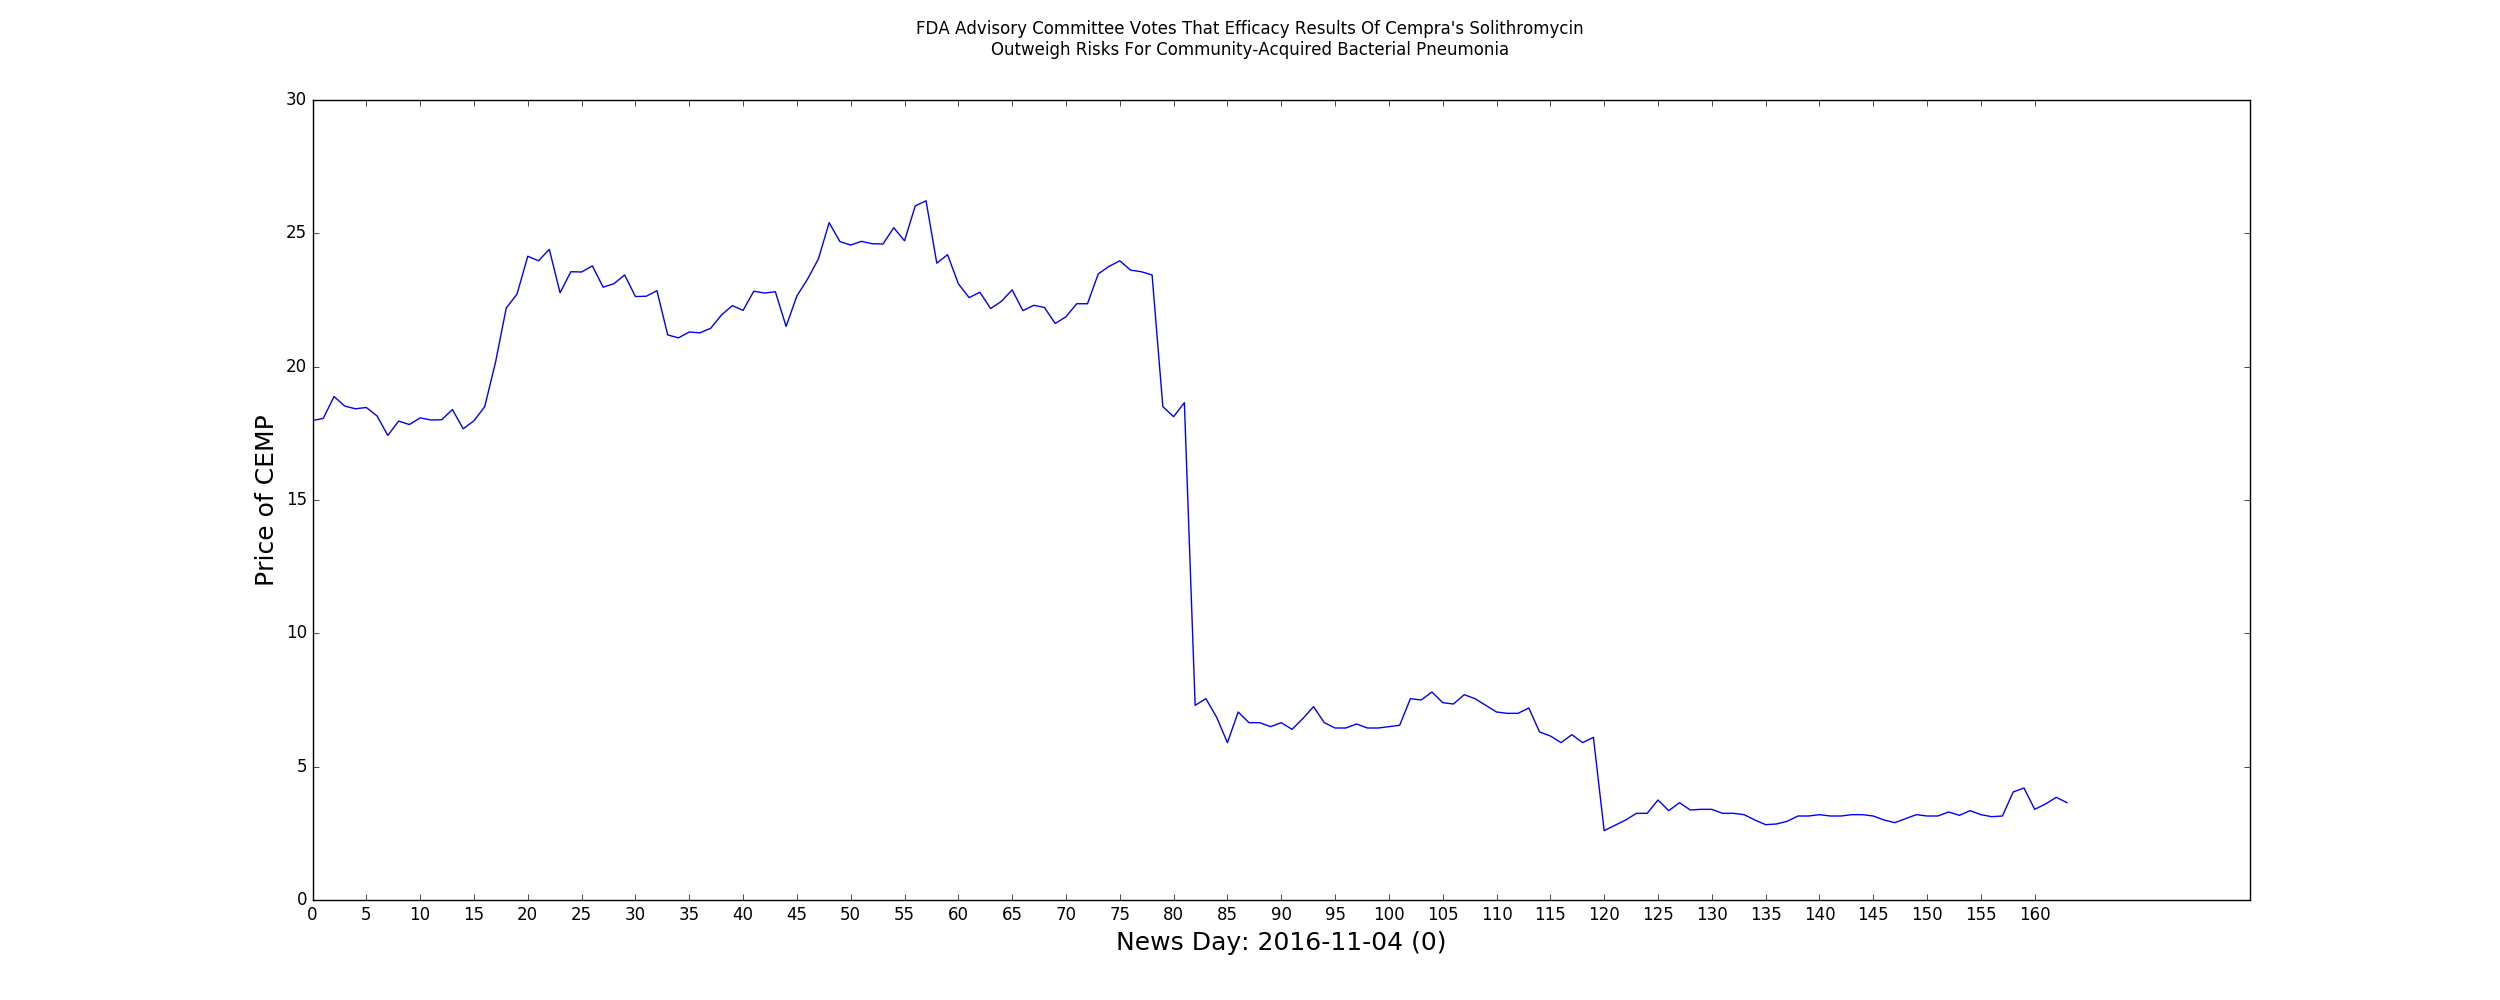 FDA Advisory Committee Votes That Efficacy Results Of Cempra's Solithromycin
Outweigh Risks For Community-Acquired Bacterial Pneumonia
30
25
20
15
10
5
0
Price of CEMP
0 5 10 15 20 25 30 35 40 45 50 55 60 65 70 75 80 85 90 95 100 105 110 115 120 125 130 135 140 145 150 155 160
News Day: 2016-11-04 (0)